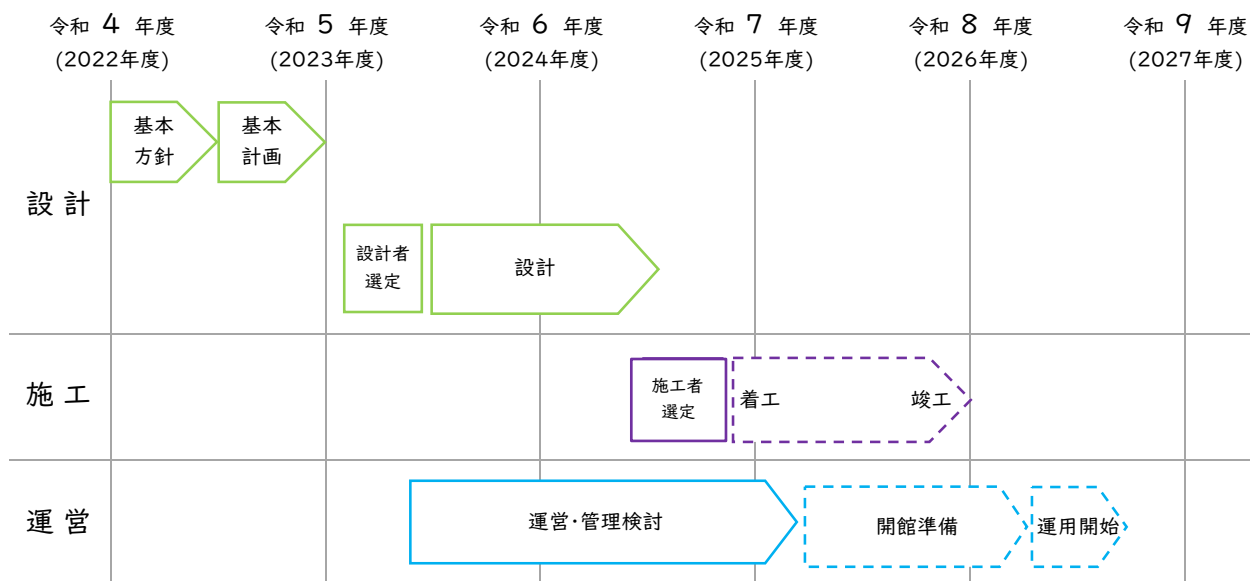 令和 4 年度 令和 5 年度 令和 6 年度 令和 7 年度 令和 8 年度 令和 9 年度
(2022年度) (2023年度) (2024年度) (2025年度) (2026年度) (2027年度)
基本
方針
基本
計画
設計
設計者
選定
設計
施工
施工者
選定
着工 竣工
運営
運営・管理検討
開館準備
運用開始